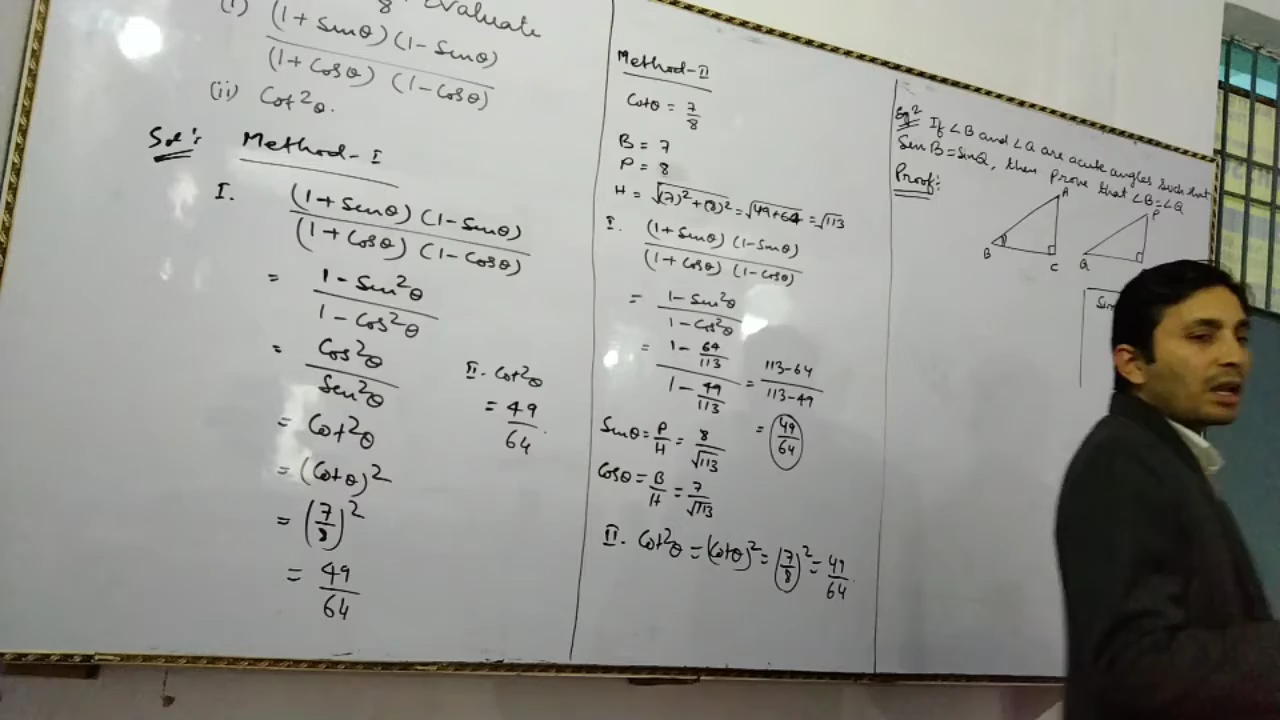 (i) (1 + Sinθ) (1 - Sinθ) / (1 + Cosθ) (1 - Cosθ)
(ii) Cot²θ.
Solⁿ: Method-I
I. (1 + Sinθ) (1 - Sinθ) / (1 + Cosθ) (1 - Cosθ)
= 1 - Sin²θ / 1 - Cos²θ
= Cos²θ / Sin²θ
= Cot²θ
= (Cotθ)²
= (7/8)²
= 49/64
II. Cot²θ
= 49/64.
Method-II
Cotθ = 7/8
B = 7
P = 8
H = √(7)² + (8)² = √49+64 = √113
I. (1 + Sinθ) (1 - Sinθ) / (1 + Cosθ) (1 - Cosθ)
= 1 - Sin²θ / 1 - Cos²θ
= 1 - 64/113 / 1 - 49/113 = 113-64 / 113-49
= 49/64
Sinθ = P/H = 8/√113
Cosθ = B/H = 7/√113
II. Cot²θ = (Cotθ)² = (7/8)² = 49/64.
Eg² If ∠B and ∠Q are acute angles such that
Sin B = Sin Q, then prove that ∠B = ∠Q
Proof:
A
P
B
C
Q
Sin